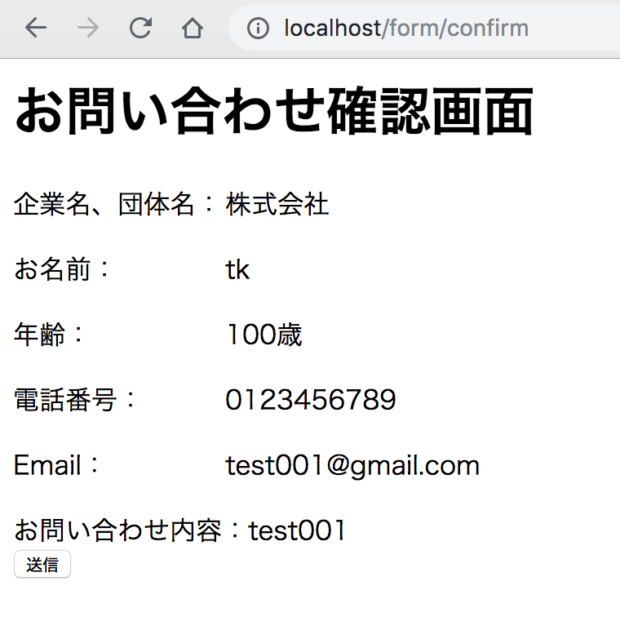 localhost/form/confirm
お問い合わせ確認画面
企業名、団体名：株式会社
お名前： tk
年齢： 100歳
電話番号： 0123456789
Email： test001@gmail.com
お問い合わせ内容：test001
送信